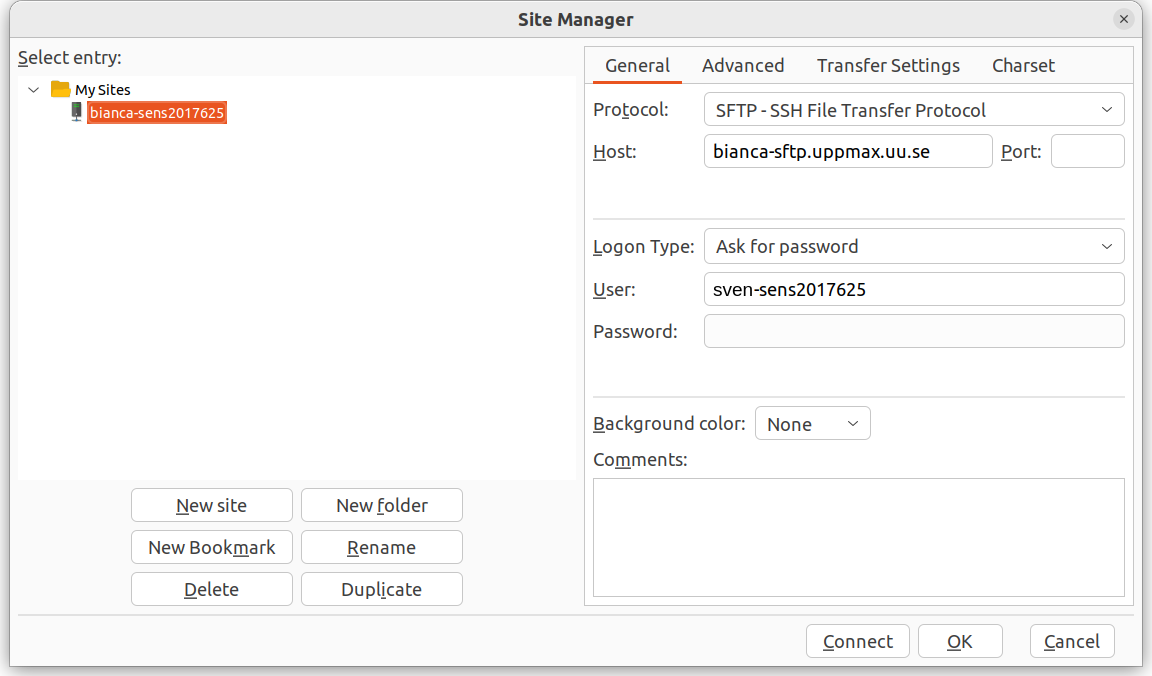 Site Manager
Select entry:
My Sites
bianca-sens2017625
New site New folder
New Bookmark Rename
Delete Duplicate
General Advanced Transfer Settings Charset
Protocol: SFTP - SSH File Transfer Protocol
Host: bianca-sftp.uppmax.uu.se Port:
Logon Type: Ask for password
User: sven-sens2017625
Password:
Background color: None
Comments:
Connect OK Cancel